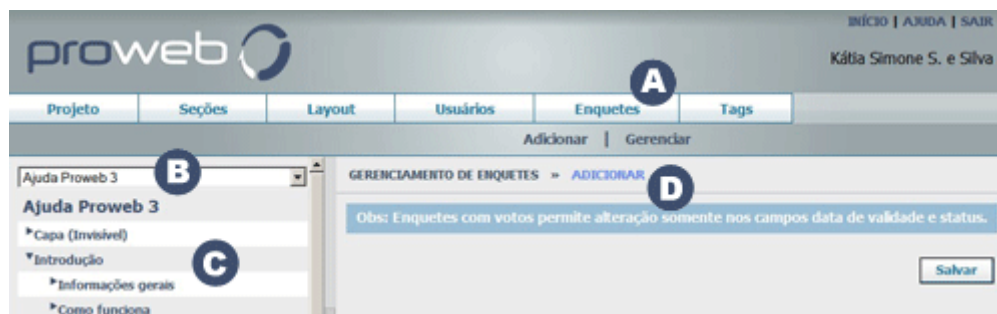 INÍCIO | AJUDA | SAIR
proweb
Kátia Simone S. e Silva
A
Projeto Seções Layout Usuários Enquetes Tags
Adicionar | Gerenciar
B
Ajuda Proweb 3
GERENCIAMENTO DE ENQUETES » ADICIONAR
D
Ajuda Proweb 3
Obs: Enquetes com votos permite alteração somente nos campos data de validade e status.
Capa (Invisível)
Introdução
C
Informações gerais
Salvar
Como funciona